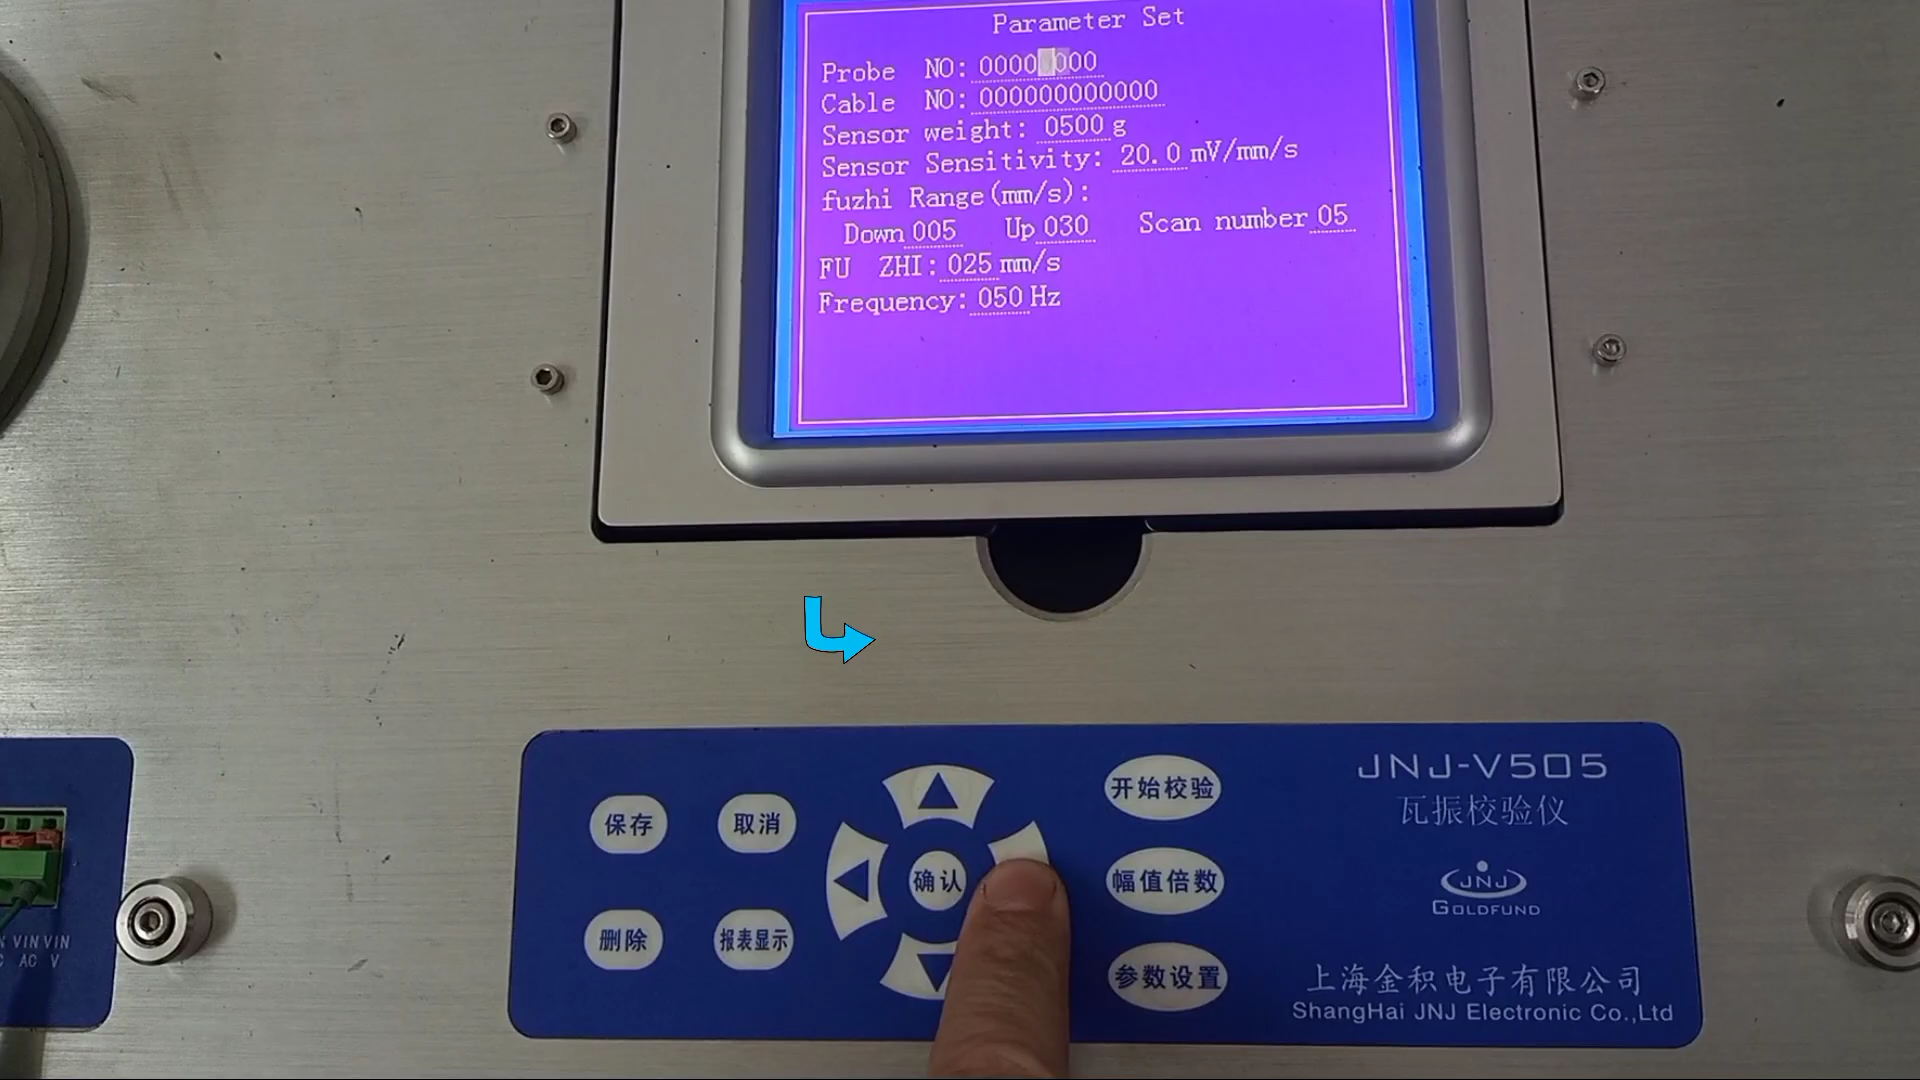 Parameter Set
Probe NO: 00000000
Cable NO: 000000000000
Sensor weight: 0500 g
Sensor Sensitivity: 20.0 mV/mm/s
fuzhi Range(mm/s):
Down 005 Up 030 Scan number 05
FU ZHI: 025 mm/s
Frequency: 050 Hz
保存
取消
确认
删除
报表显示
开始校验
幅值倍数
参数设置
JNJ-V505
瓦振校验仪
JNJ
GOLDFUND
上海金积电子有限公司
ShangHai JNJ Electronic Co.,Ltd
VIN VIN
AC V